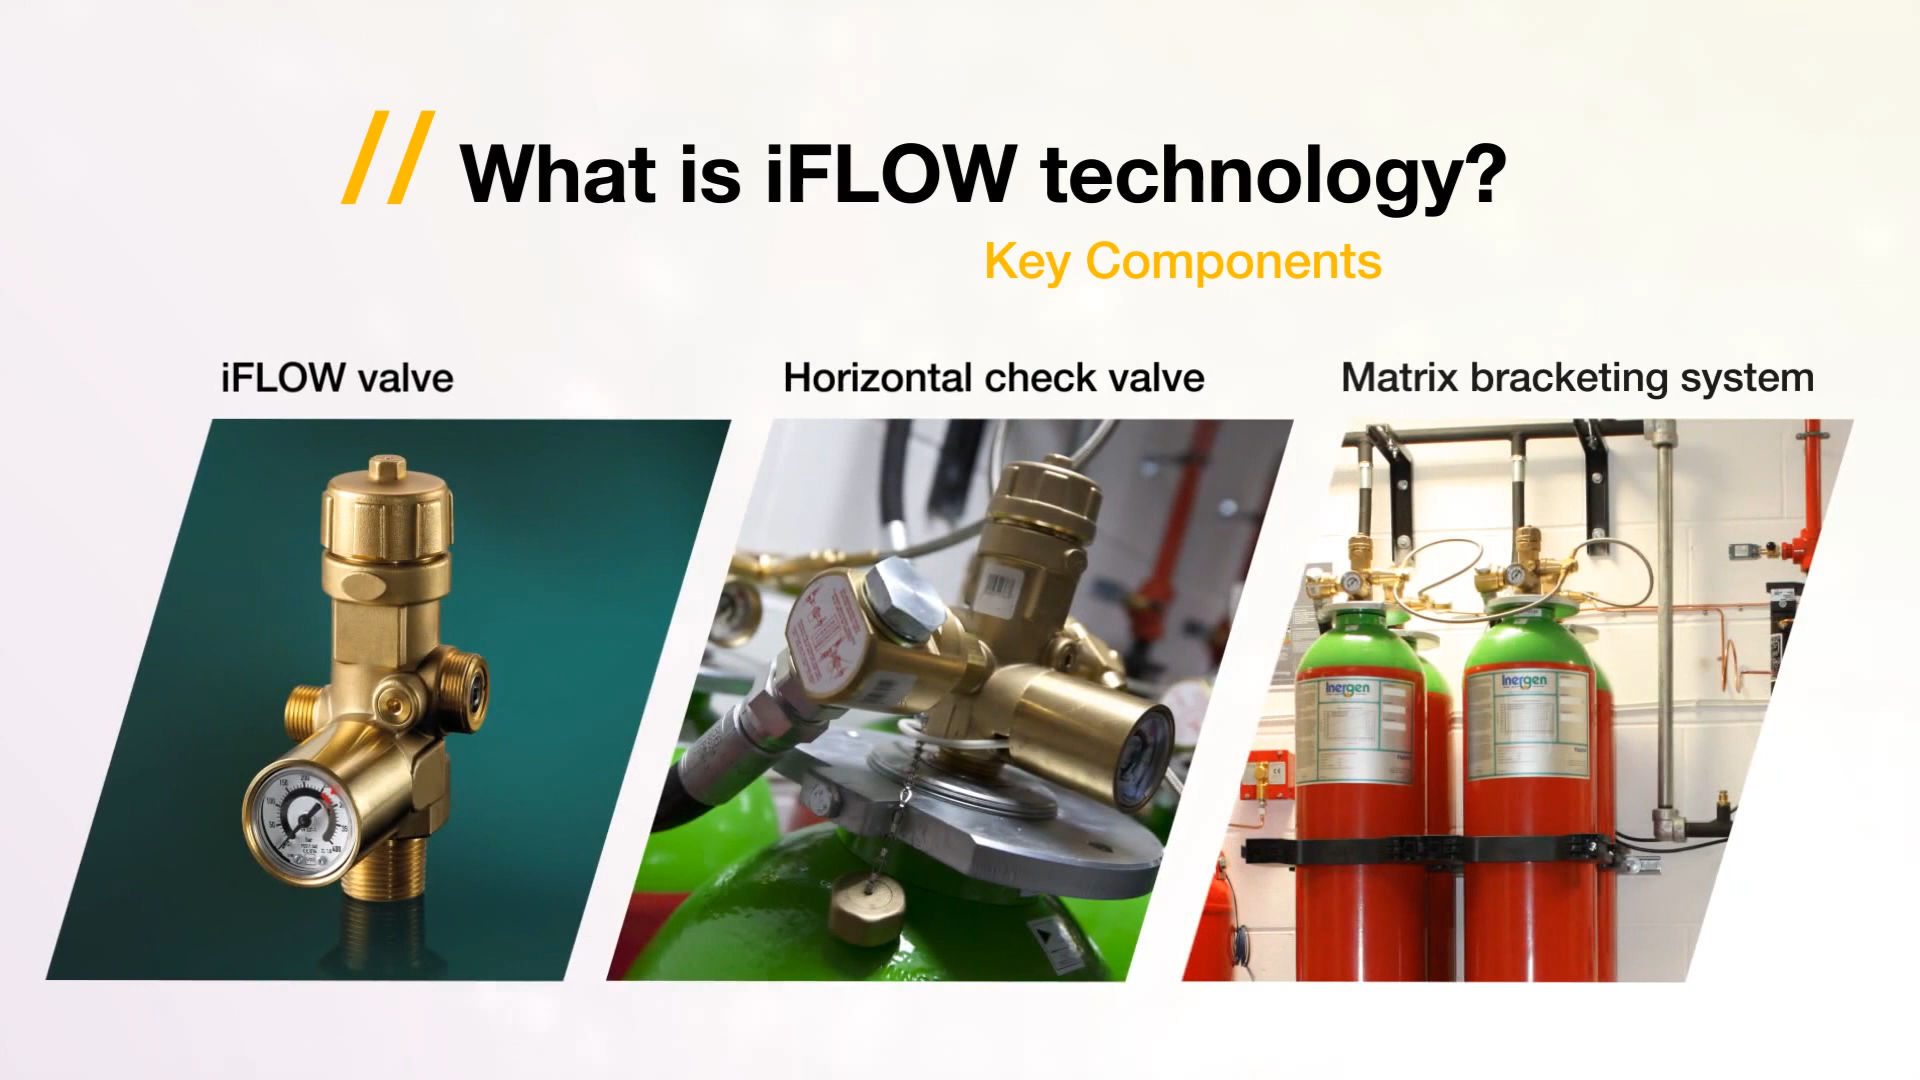 What is iFLOW technology?
Key Components
iFLOW valve
Horizontal check valve
Matrix bracketing system
Inergen
Inergen